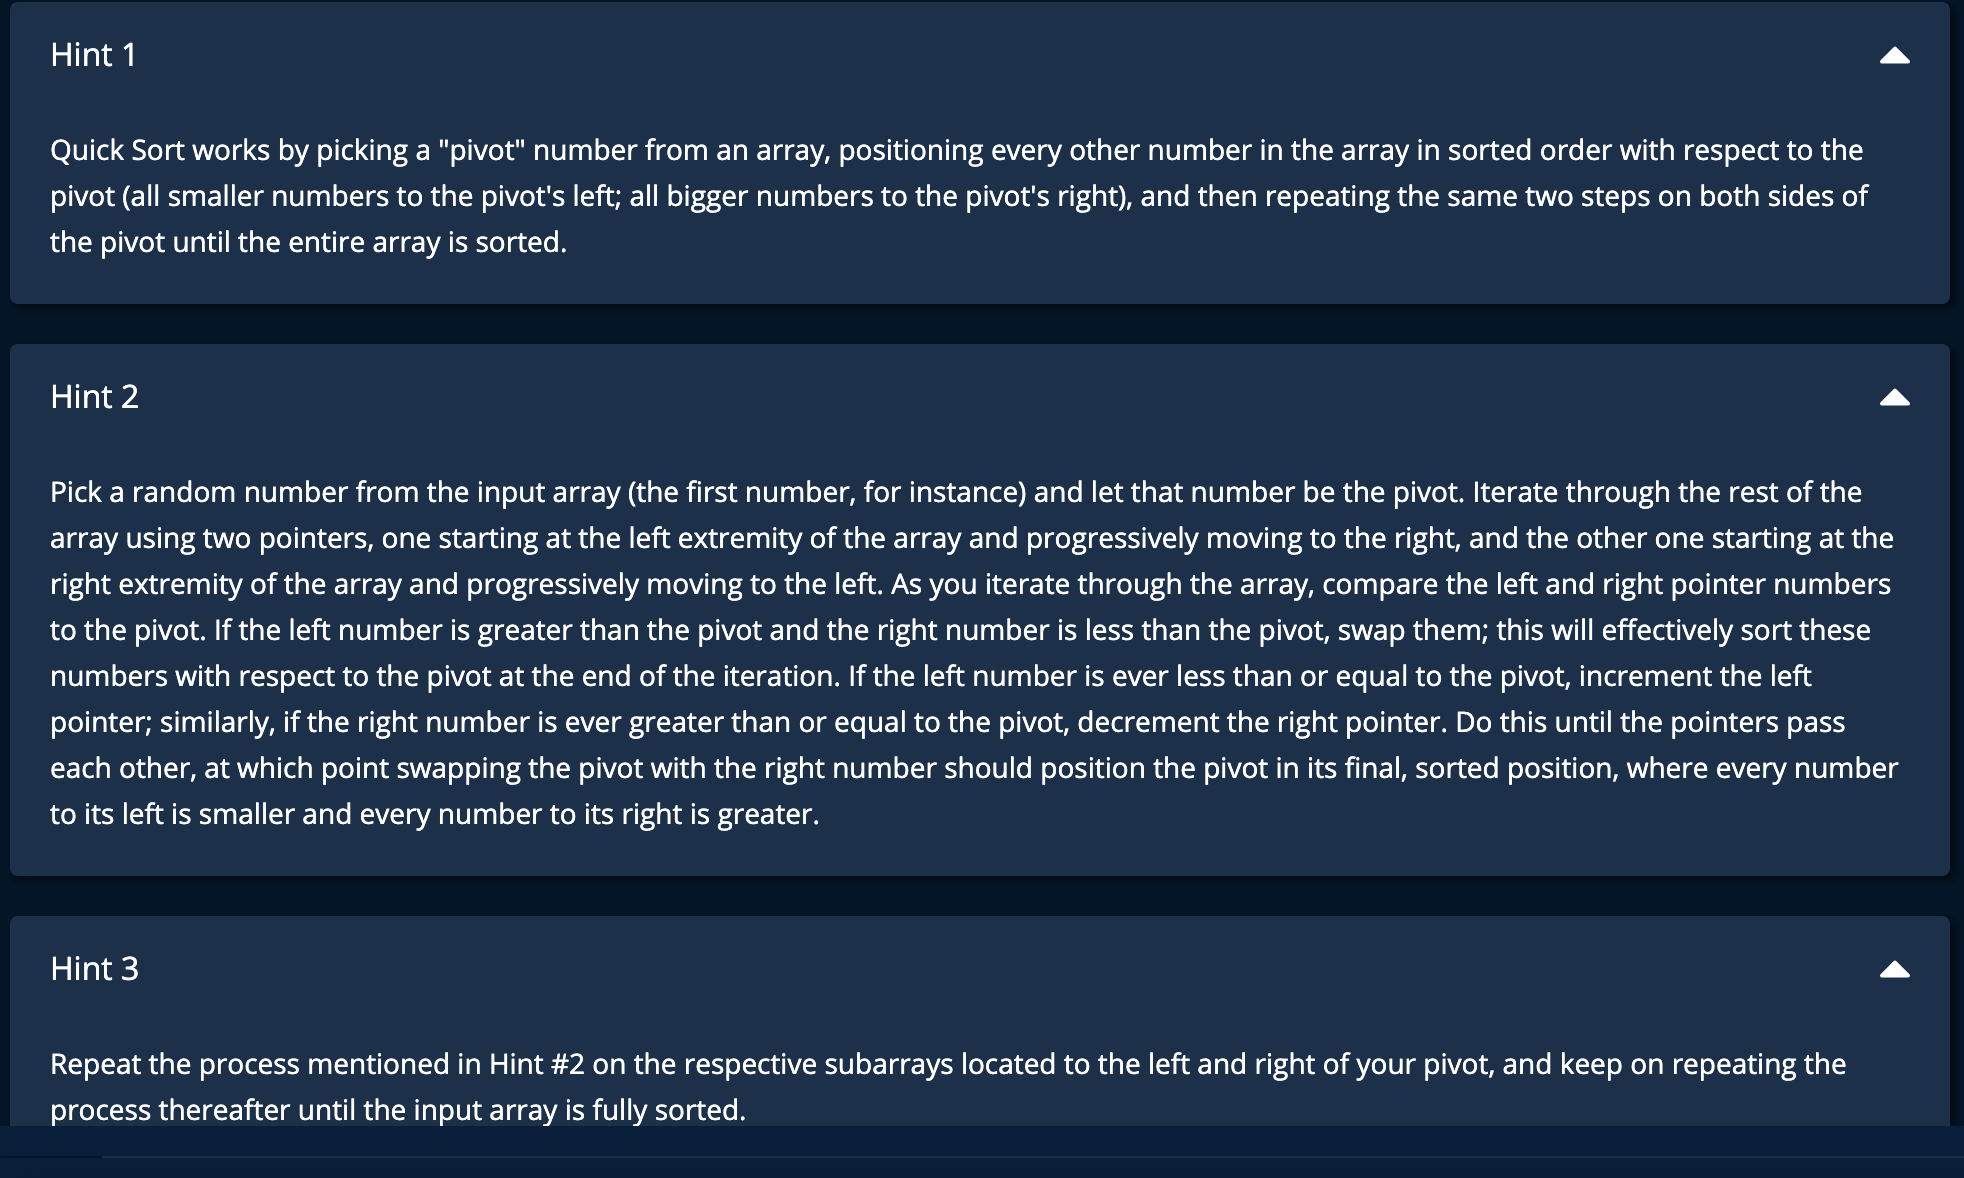 Hint 1
Quick Sort works by picking a "pivot" number from an array, positioning every other number in the array in sorted order with respect to the
pivot (all smaller numbers to the pivot's left; all bigger numbers to the pivot's right), and then repeating the same two steps on both sides of
the pivot until the entire array is sorted.
Hint 2
Pick a random number from the input array (the first number, for instance) and let that number be the pivot. Iterate through the rest of the
array using two pointers, one starting at the left extremity of the array and progressively moving to the right, and the other one starting at the
right extremity of the array and progressively moving to the left. As you iterate through the array, compare the left and right pointer numbers
to the pivot. If the left number is greater than the pivot and the right number is less than the pivot, swap them; this will effectively sort these
numbers with respect to the pivot at the end of the iteration. If the left number is ever less than or equal to the pivot, increment the left
pointer; similarly, if the right number is ever greater than or equal to the pivot, decrement the right pointer. Do this until the pointers pass
each other, at which point swapping the pivot with the right number should position the pivot in its final, sorted position, where every number
to its left is smaller and every number to its right is greater.
Hint 3
Repeat the process mentioned in Hint #2 on the respective subarrays located to the left and right of your pivot, and keep on repeating the
process thereafter until the input array is fully sorted.